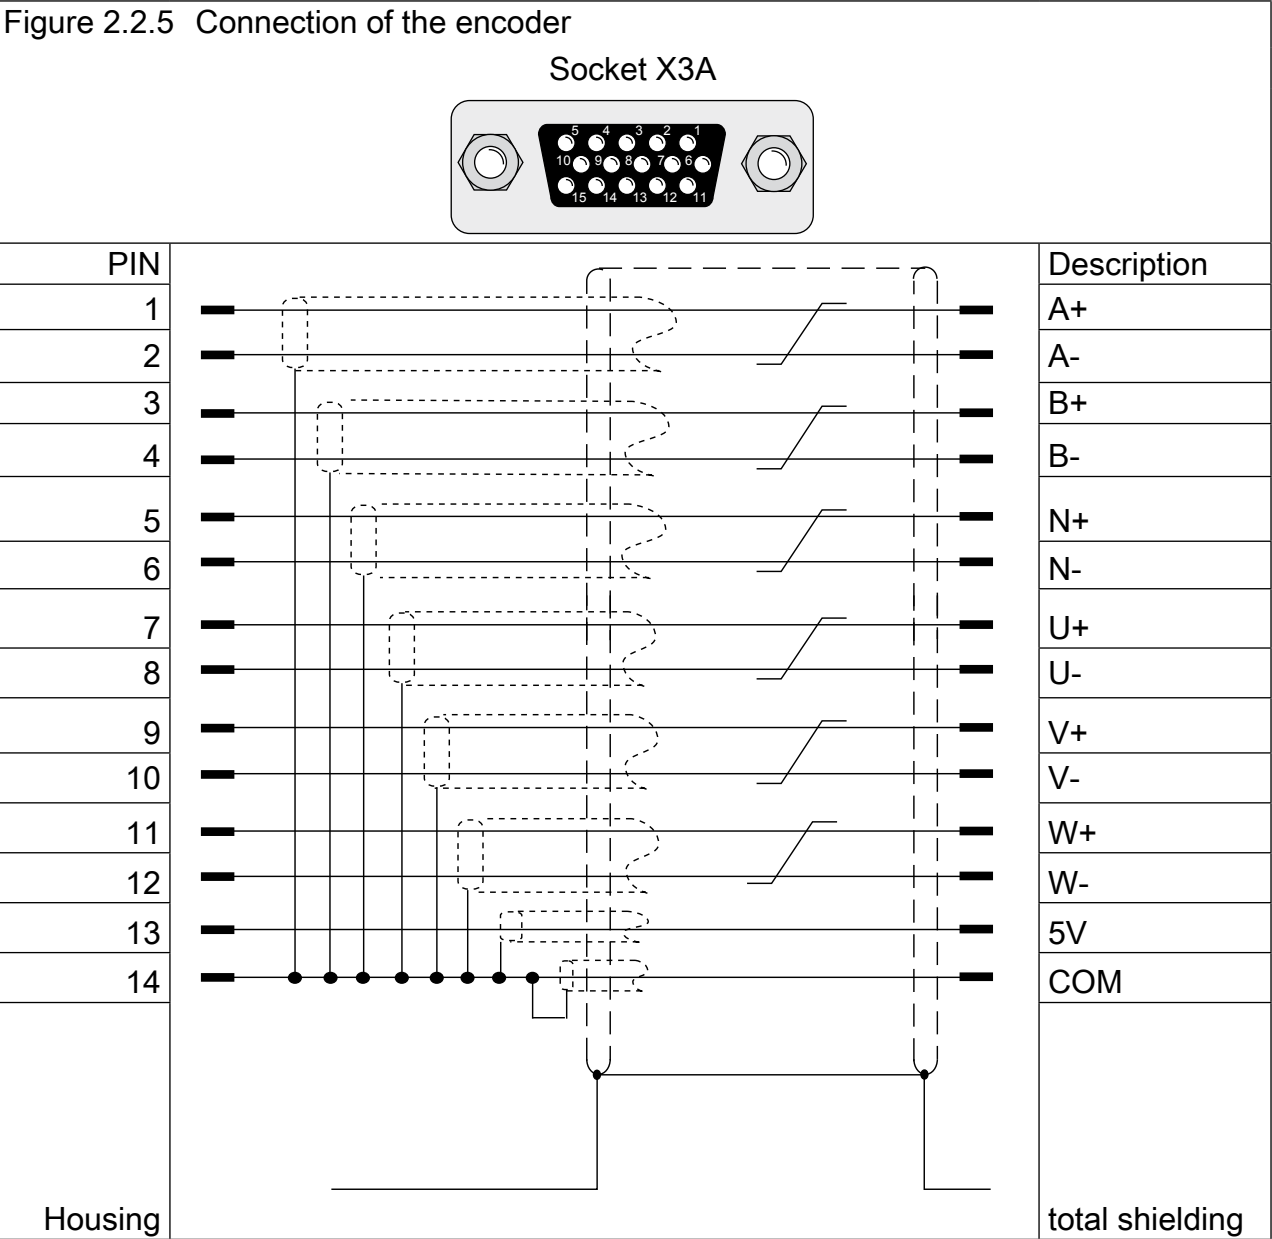 Figure 2.2.5 Connection of the encoder
Socket X3A
5 4 3 2 1
10 9 8 7 6
15 14 13 12 11
PIN Description
1 A+
2 A-
3 B+
4 B-
5 N+
6 N-
7 U+
8 U-
9 V+
10 V-
11 W+
12 W-
13 5V
14 COM
Housing total shielding